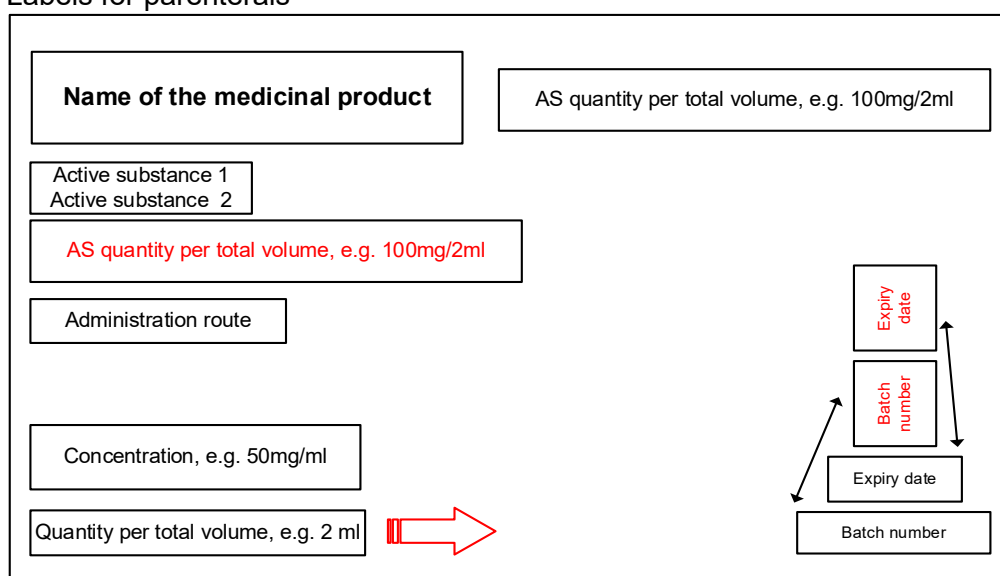 Labels for parenterals
Name of the medicinal product
AS quantity per total volume, e.g. 100mg/2ml
Active substance 1
Active substance 2
AS quantity per total volume, e.g. 100mg/2ml
Administration route
Expiry
date
Batch
number
Concentration, e.g. 50mg/ml
Expiry date
Quantity per total volume, e.g. 2 ml
Batch number